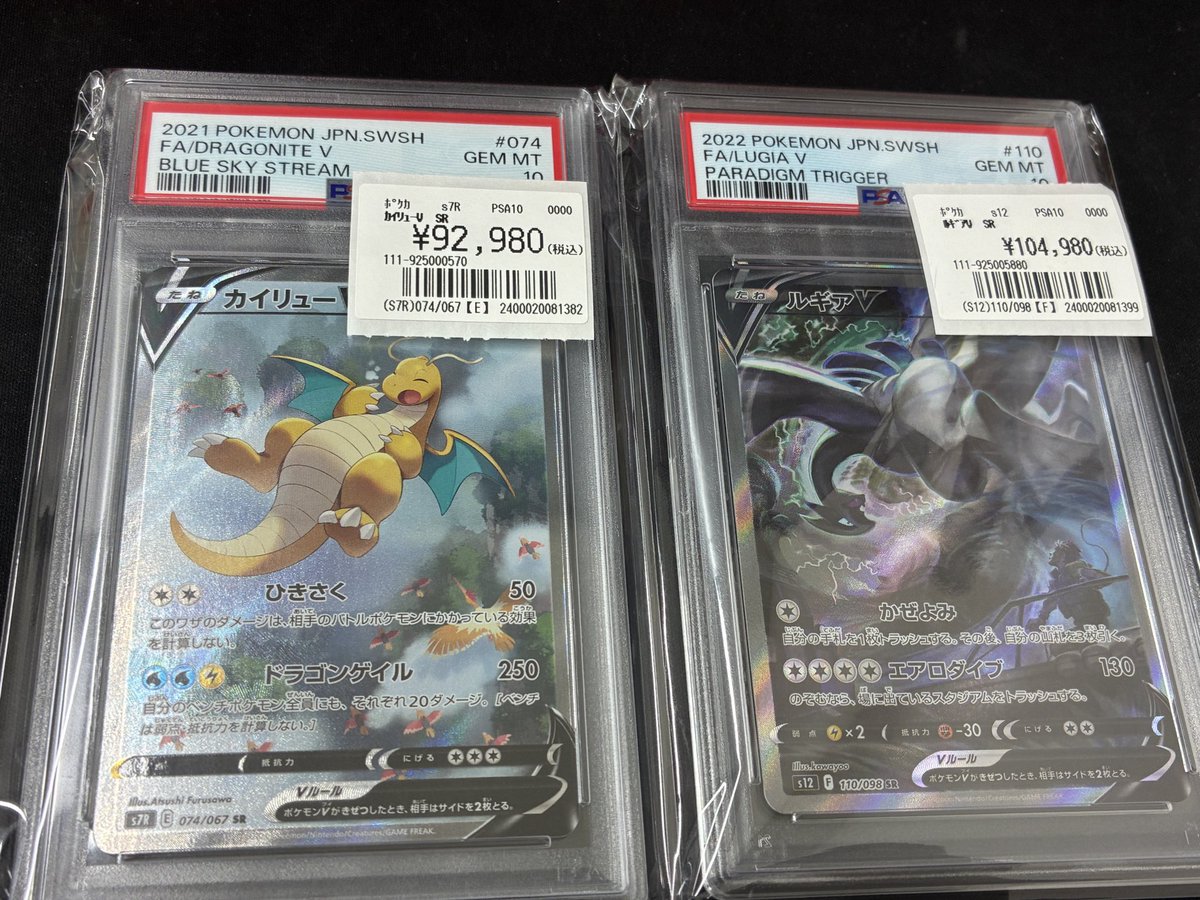 2021 POKEMON JPN.SWSH #074
FA/DRAGONITE V GEM MT
BLUE SKY STREAM 10
PSA
ﾎﾟｹｶ s7R PSA10 0000
ｶｲﾘｭｰV SR
¥92,980(税込)
111-925000570
(S7R)074/067【E】 2400020081382
たね カイリューV
ひきさく 50
このワザのダメージは、相手のバトルポケモンにかかっている効果
を計算しない。
ドラゴンゲイル 250
自分のベンチポケモン全員にも、それぞれ20ダメージ。[ベンチ
は弱点・抵抗力を計算しない。]
抵抗力 にげる
Vルール
ポケモンVがきぜつしたとき、相手はサイドを2枚とる。
illus.Atsushi Furusawa
s7R E 074/067 SR
Pokémon/Nintendo/Creatures/GAME FREAK.
2022 POKEMON JPN.SWSH #110
FA/LUGIA V GEM MT
PARADIGM TRIGGER 10
PSA
ﾎﾟｹｶ s12 PSA10 0000
ﾙｷﾞｱV SR
¥104,980(税込)
111-925005880
(S12)110/098【F】 2400020081399
たね ルギアV
かぜよみ
自分の手札を1枚トラッシュする。その後、自分の山札を3枚引く。
エアロダイブ 130
のぞむなら、場に出ているスタジアムをトラッシュする。
弱点 ×2 抵抗力 -30 にげる
Vルール
ポケモンVがきぜつしたとき、相手はサイドを2枚とる。
illus.kawayoo
s12 F 110/098 SR